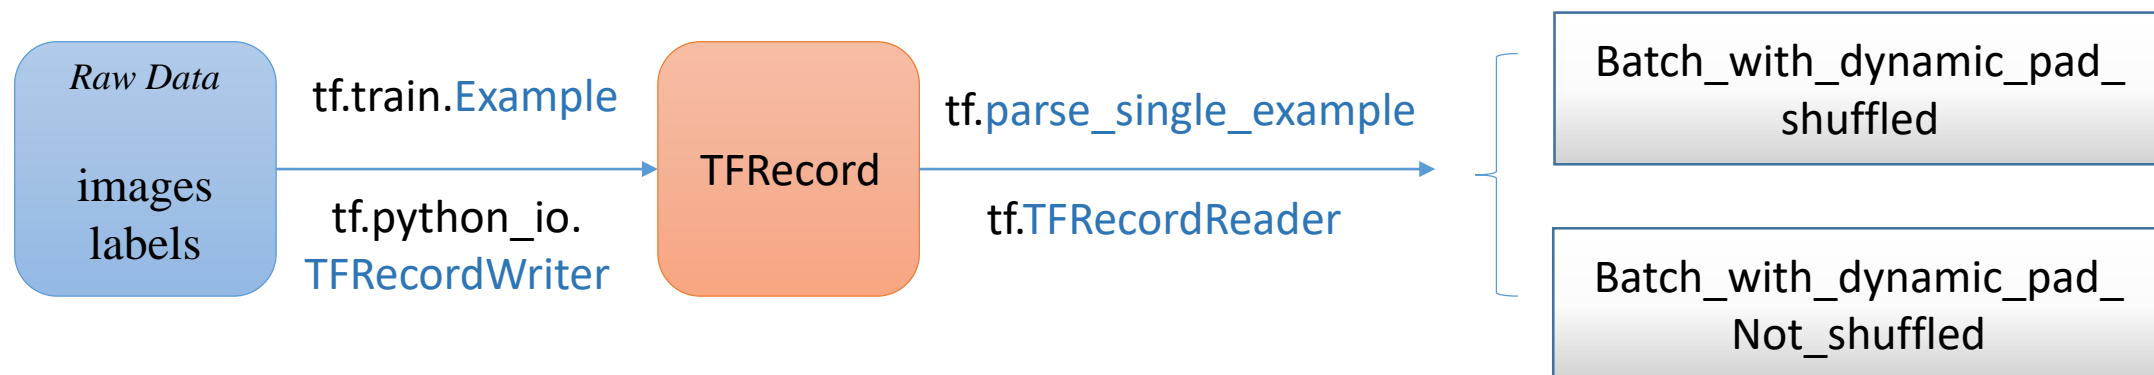 Raw Data
images
labels
tf.train.Example
tf.python_io.
TFRecordWriter
TFRecord
tf.parse_single_example
tf.TFRecordReader
Batch_with_dynamic_pad_
shuffled
Batch_with_dynamic_pad_
Not_shuffled